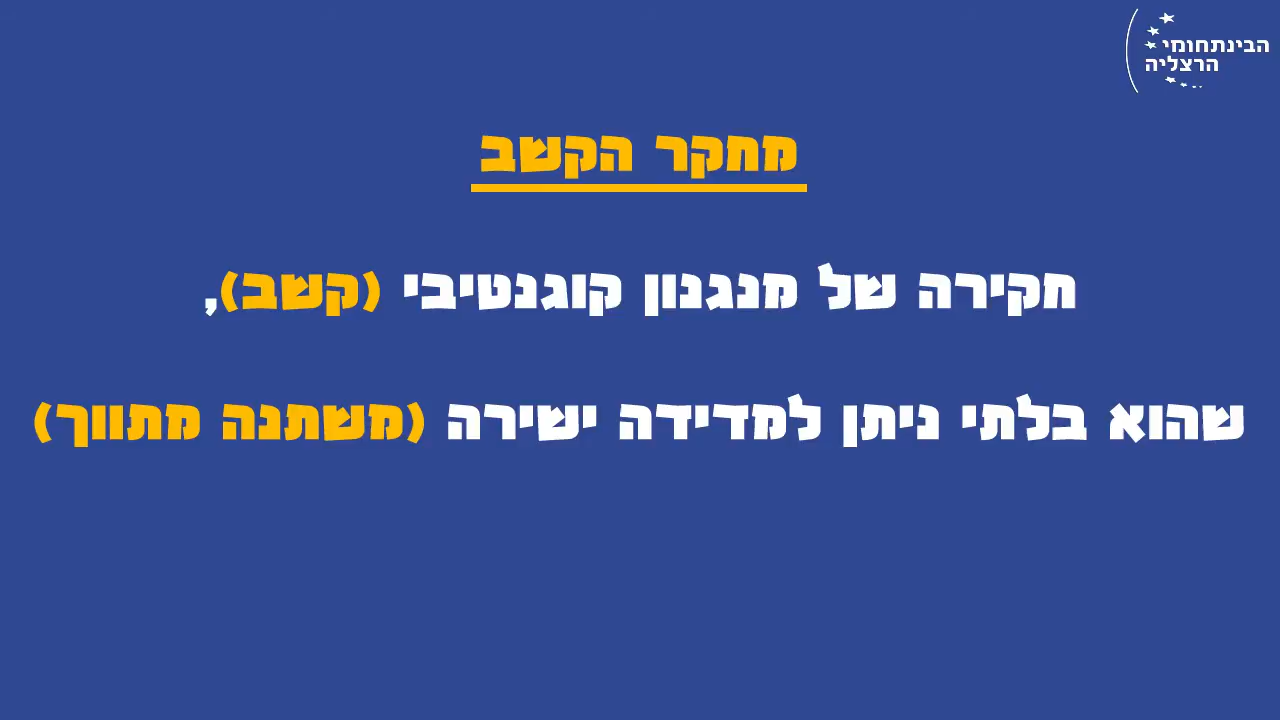 הבינתחומי
הרצליה
מחקר הקשב
חקירה של מנגנון קוגנטיבי (קשב),
שהוא בלתי ניתן למדידה ישירה (משתנה מתווך)